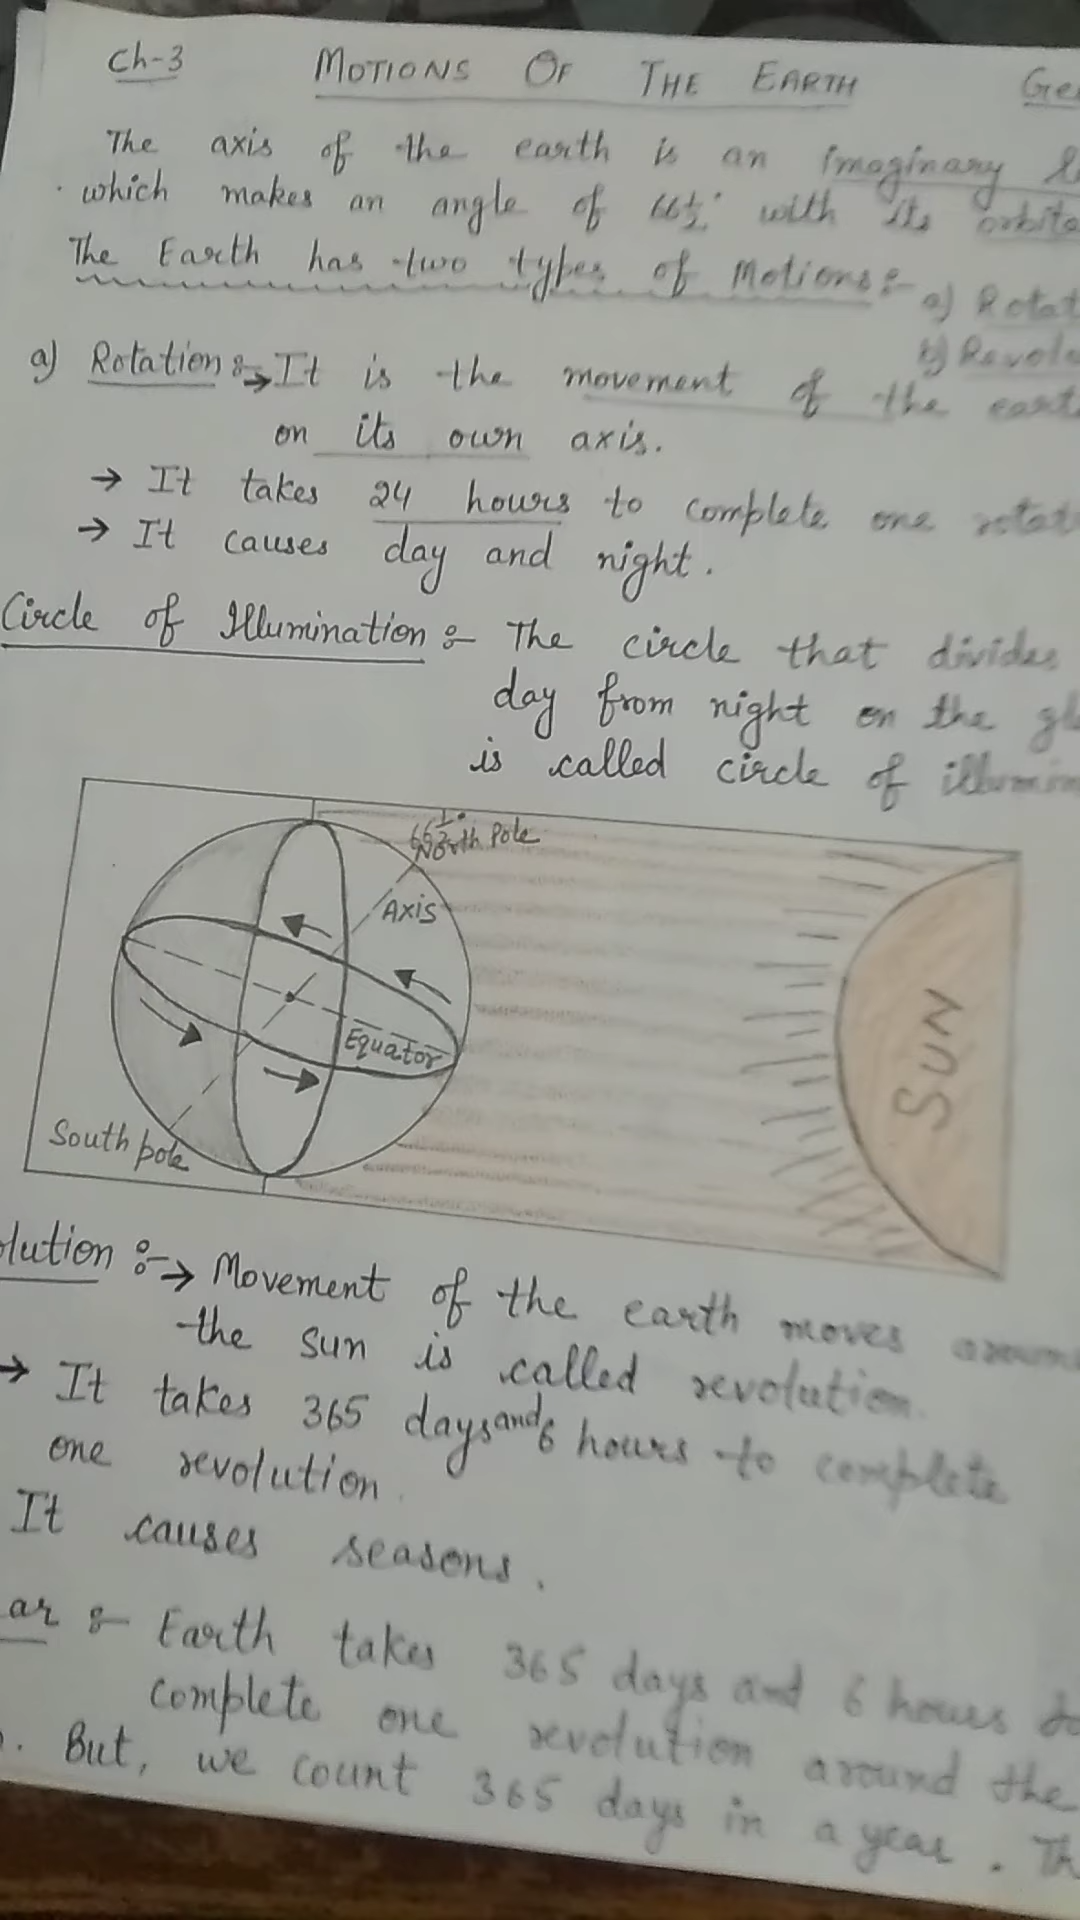 Ch-3 MOTIONS OF THE EARTH
The axis of the earth is an imaginary
which makes an angle of 66½° with its
The Earth has two types of Motions:-
a)
b)
a) Rotation :→ It is the movement of the
on its own axis.
→ It takes 24 hours to complete one
→ It causes day and night.
Circle of Illumination :- The circle that divides
day from night on the
is called circle of
66½°
North Pole
Axis
Equator
South pole
SUN
:→ Movement of the earth moves
the sun is called revolution.
→ It takes 365 days and 6 hours to complete
one revolution.
It causes seasons.
:- Earth takes 365 days and 6 hours to
complete one revolution around the
. But, we count 365 days in a year.